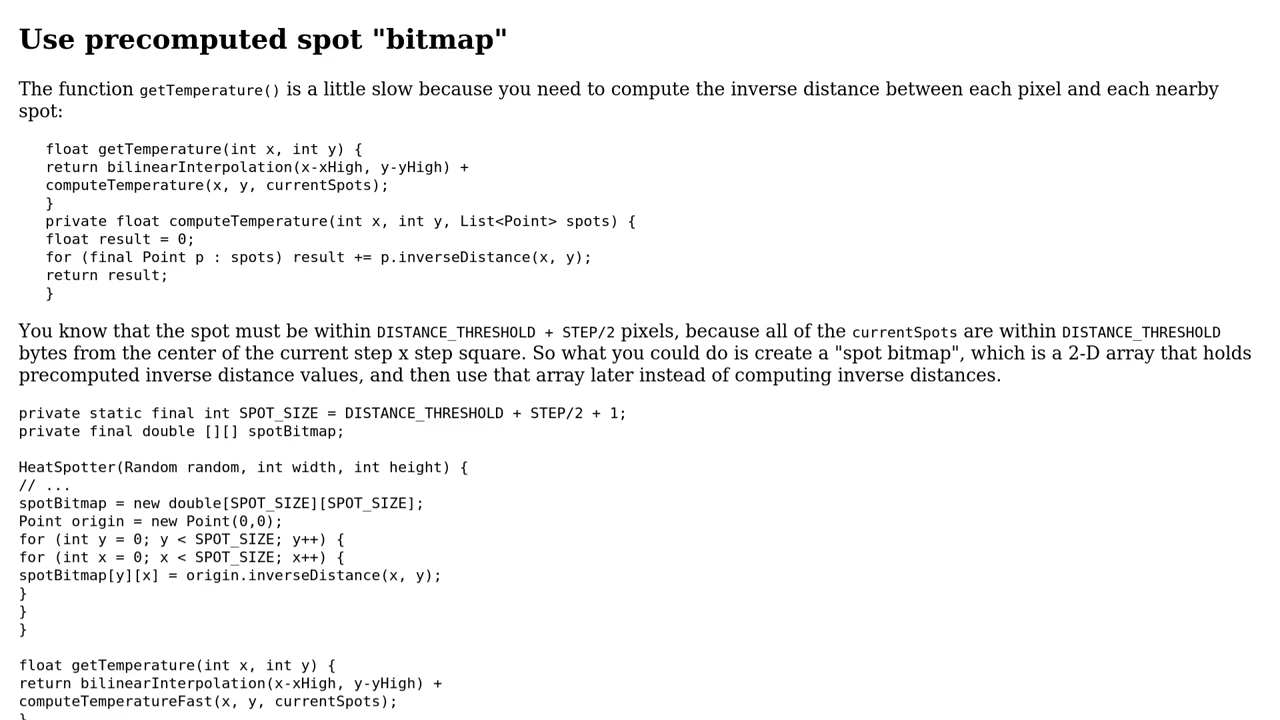 Use precomputed spot "bitmap"
The function getTemperature() is a little slow because you need to compute the inverse distance between each pixel and each nearby
spot:
float getTemperature(int x, int y) {
return bilinearInterpolation(x-xHigh, y-yHigh) +
computeTemperature(x, y, currentSpots);
}
private float computeTemperature(int x, int y, List<Point> spots) {
float result = 0;
for (final Point p : spots) result += p.inverseDistance(x, y);
return result;
}
You know that the spot must be within DISTANCE_THRESHOLD + STEP/2 pixels, because all of the currentSpots are within DISTANCE_THRESHOLD
bytes from the center of the current step x step square. So what you could do is create a "spot bitmap", which is a 2-D array that holds
precomputed inverse distance values, and then use that array later instead of computing inverse distances.
private static final int SPOT_SIZE = DISTANCE_THRESHOLD + STEP/2 + 1;
private final double [][] spotBitmap;
HeatSpotter(Random random, int width, int height) {
// ...
spotBitmap = new double[SPOT_SIZE][SPOT_SIZE];
Point origin = new Point(0,0);
for (int y = 0; y < SPOT_SIZE; y++) {
for (int x = 0; x < SPOT_SIZE; x++) {
spotBitmap[y][x] = origin.inverseDistance(x, y);
}
}
}
float getTemperature(int x, int y) {
return bilinearInterpolation(x-xHigh, y-yHigh) +
computeTemperatureFast(x, y, currentSpots);
}